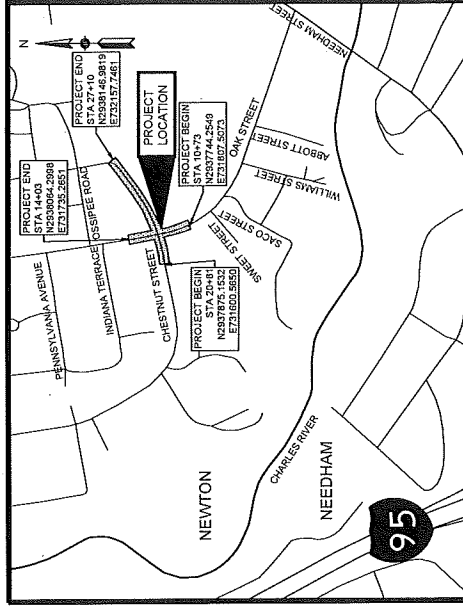 N
PROJECT END
STA 14+03
N2938064.2998
E731735.2651
PROJECT END
STA 27+10
N2938146.9819
E732157.7461
PENNSYLVANIA AVENUE
INDIANA TERRACE
OSSIPEE ROAD
CHESTNUT STREET
PROJECT
LOCATION
PROJECT BEGIN
STA 20+81
N2937875.1532
E731600.5650
PROJECT BEGIN
STA 10+73
N2937744.2549
E731807.5073
OAK STREET
NEEDHAM STREET
ABBOTT STREET
WILLIAMS STREET
SACO STREET
SWEET STREET
NEWTON
CHARLES RIVER
NEEDHAM
95